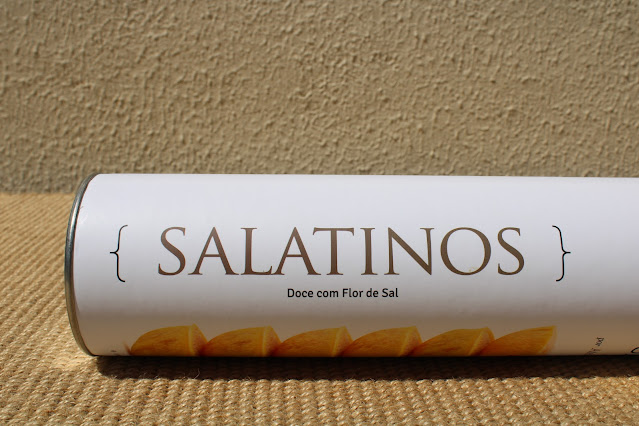 { SALATINOS }
Doce com Flor de Sal